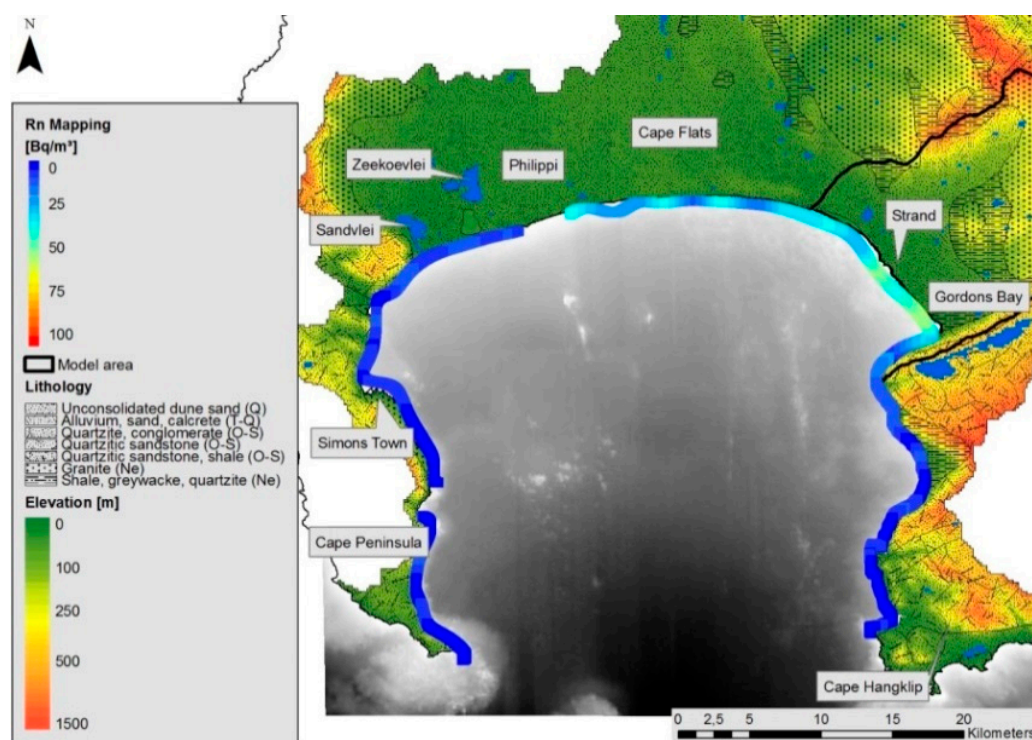 N
Rn Mapping
[Bq/m³]
0
25
50
75
100
Model area
Lithology
Unconsolidated dune sand (Q)
Alluvium, sand, calcrete (T-Q)
Quartzite, conglomerate (O-S)
Quartzitic sandstone (O-S)
Quartzitic sandstone, shale (O-S)
Granite (Ne)
Shale, greywacke, quartzite (Ne)
Elevation [m]
0
100
250
500
1500
Cape Flats
Zeekoevlei
Philippi
Sandvlei
Strand
Gordons Bay
Simons Town
Cape Peninsula
Cape Hangklip
0 2,5 5 10 15 20
Kilometers